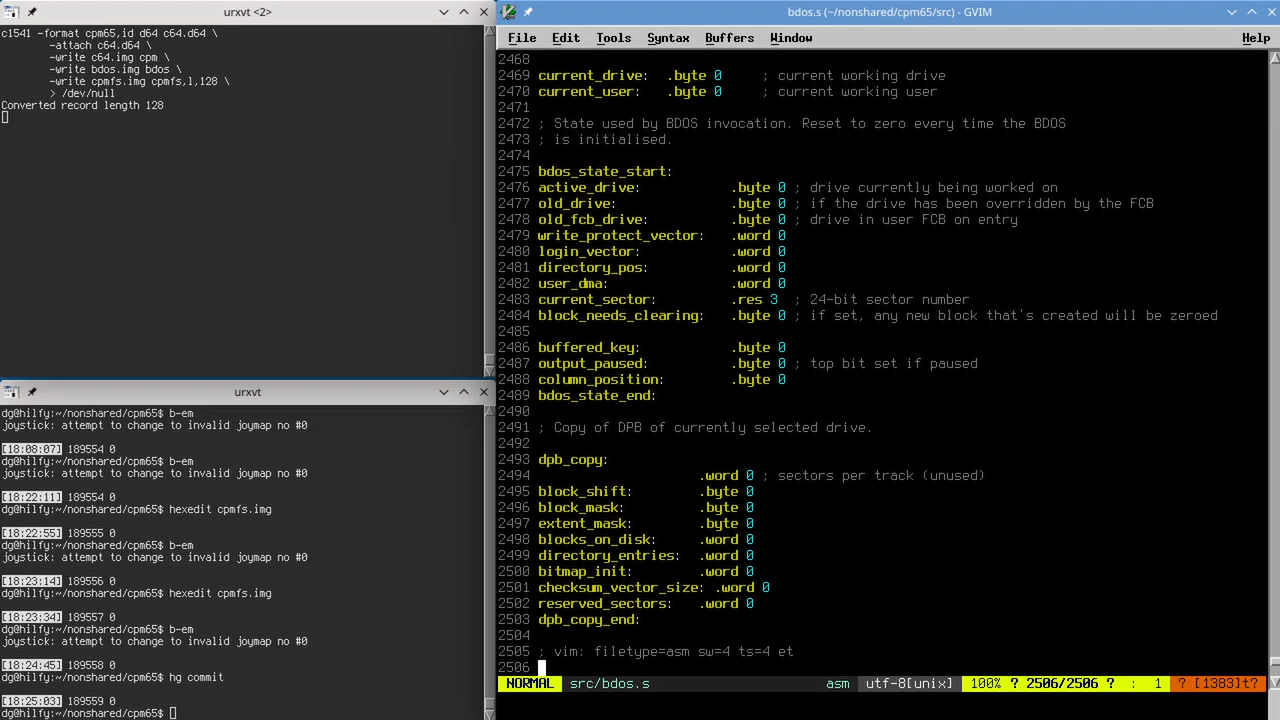 urxvt <2>
c1541 -format cpm65,id d64 c64.d64 \
-attach c64.d64 \
-write c64.img cpm \
-write bdos.img bdos \
-write cpmfs.img cpmfs,l,128 \
> /dev/null
Converted record length 128
urxvt
dg@hilfy:~/nonshared/cpm65$ b-em
joystick: attempt to change to invalid joymap no #0
[18:08:07] 189554 0
dg@hilfy:~/nonshared/cpm65$ b-em
joystick: attempt to change to invalid joymap no #0
[18:22:11] 189554 0
dg@hilfy:~/nonshared/cpm65$ hexedit cpmfs.img
[18:22:55] 189555 0
dg@hilfy:~/nonshared/cpm65$ b-em
joystick: attempt to change to invalid joymap no #0
[18:23:14] 189556 0
dg@hilfy:~/nonshared/cpm65$ hexedit cpmfs.img
[18:23:34] 189557 0
dg@hilfy:~/nonshared/cpm65$ b-em
joystick: attempt to change to invalid joymap no #0
[18:24:45] 189558 0
dg@hilfy:~/nonshared/cpm65$ hg commit
[18:25:03] 189559 0
dg@hilfy:~/nonshared/cpm65$
bdos.s (~/nonshared/cpm65/src) - GVIM
File Edit Tools Syntax Buffers Window Help
2468
2469 current_drive: .byte 0 ; current working drive
2470 current_user: .byte 0 ; current working user
2471
2472 ; State used by BDOS invocation. Reset to zero every time the BDOS
2473 ; is initialised.
2474
2475 bdos_state_start:
2476 active_drive: .byte 0 ; drive currently being worked on
2477 old_drive: .byte 0 ; if the drive has been overridden by the FCB
2478 old_fcb_drive: .byte 0 ; drive in user FCB on entry
2479 write_protect_vector: .word 0
2480 login_vector: .word 0
2481 directory_pos: .word 0
2482 user_dma: .word 0
2483 current_sector: .res 3 ; 24-bit sector number
2484 block_needs_clearing: .byte 0 ; if set, any new block that's created will be zeroed
2485
2486 buffered_key: .byte 0
2487 output_paused: .byte 0 ; top bit set if paused
2488 column_position: .byte 0
2489 bdos_state_end:
2490
2491 ; Copy of DPB of currently selected drive.
2492
2493 dpb_copy:
2494 .word 0 ; sectors per track (unused)
2495 block_shift: .byte 0
2496 block_mask: .byte 0
2497 extent_mask: .byte 0
2498 blocks_on_disk: .word 0
2499 directory_entries: .word 0
2500 bitmap_init: .word 0
2501 checksum_vector_size: .word 0
2502 reserved_sectors: .word 0
2503 dpb_copy_end:
2504
2505 ; vim: filetype=asm sw=4 ts=4 et
2506
NORMAL src/bdos.s asm utf-8[unix] 100% ? 2506/2506 ? : 1 ? [1383]t?